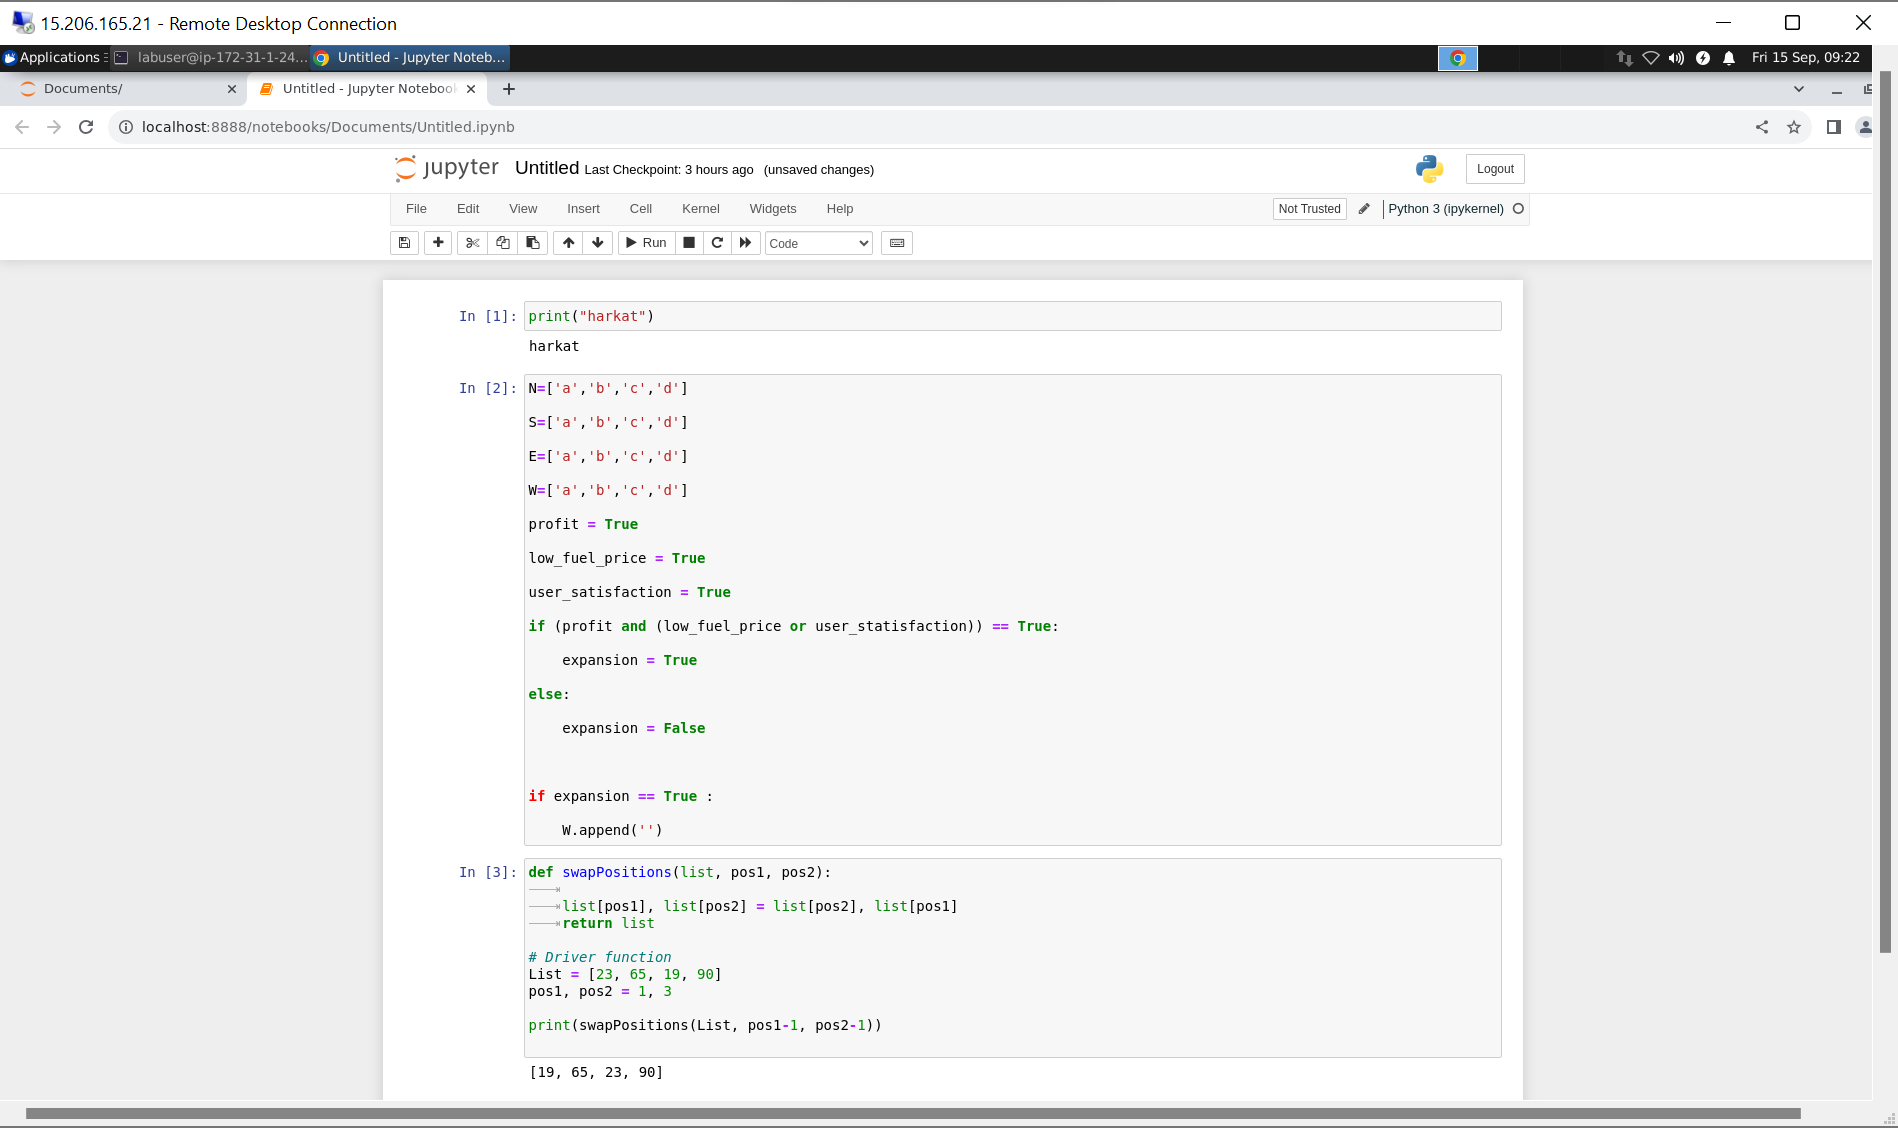 15.206.165.21 - Remote Desktop Connection
Applications labuser@ip-172-31-1-24... Untitled - Jupyter Noteb... Fri 15 Sep, 09:22
Documents/ Untitled - Jupyter Notebook
localhost:8888/notebooks/Documents/Untitled.ipynb
jupyter Untitled Last Checkpoint: 3 hours ago (unsaved changes) Logout
File Edit View Insert Cell Kernel Widgets Help Not Trusted Python 3 (ipykernel)
Run Code
In [1]: print("harkat")
harkat
In [2]: N=['a','b','c','d']
S=['a','b','c','d']
E=['a','b','c','d']
W=['a','b','c','d']
profit = True
low_fuel_price = True
user_satisfaction = True
if (profit and (low_fuel_price or user_statisfaction)) == True:
    expansion = True
else:
    expansion = False
if expansion == True :
    W.append('')
In [3]: def swapPositions(list, pos1, pos2):
    list[pos1], list[pos2] = list[pos2], list[pos1]
    return list
# Driver function
List = [23, 65, 19, 90]
pos1, pos2 = 1, 3
print(swapPositions(List, pos1-1, pos2-1))
[19, 65, 23, 90]